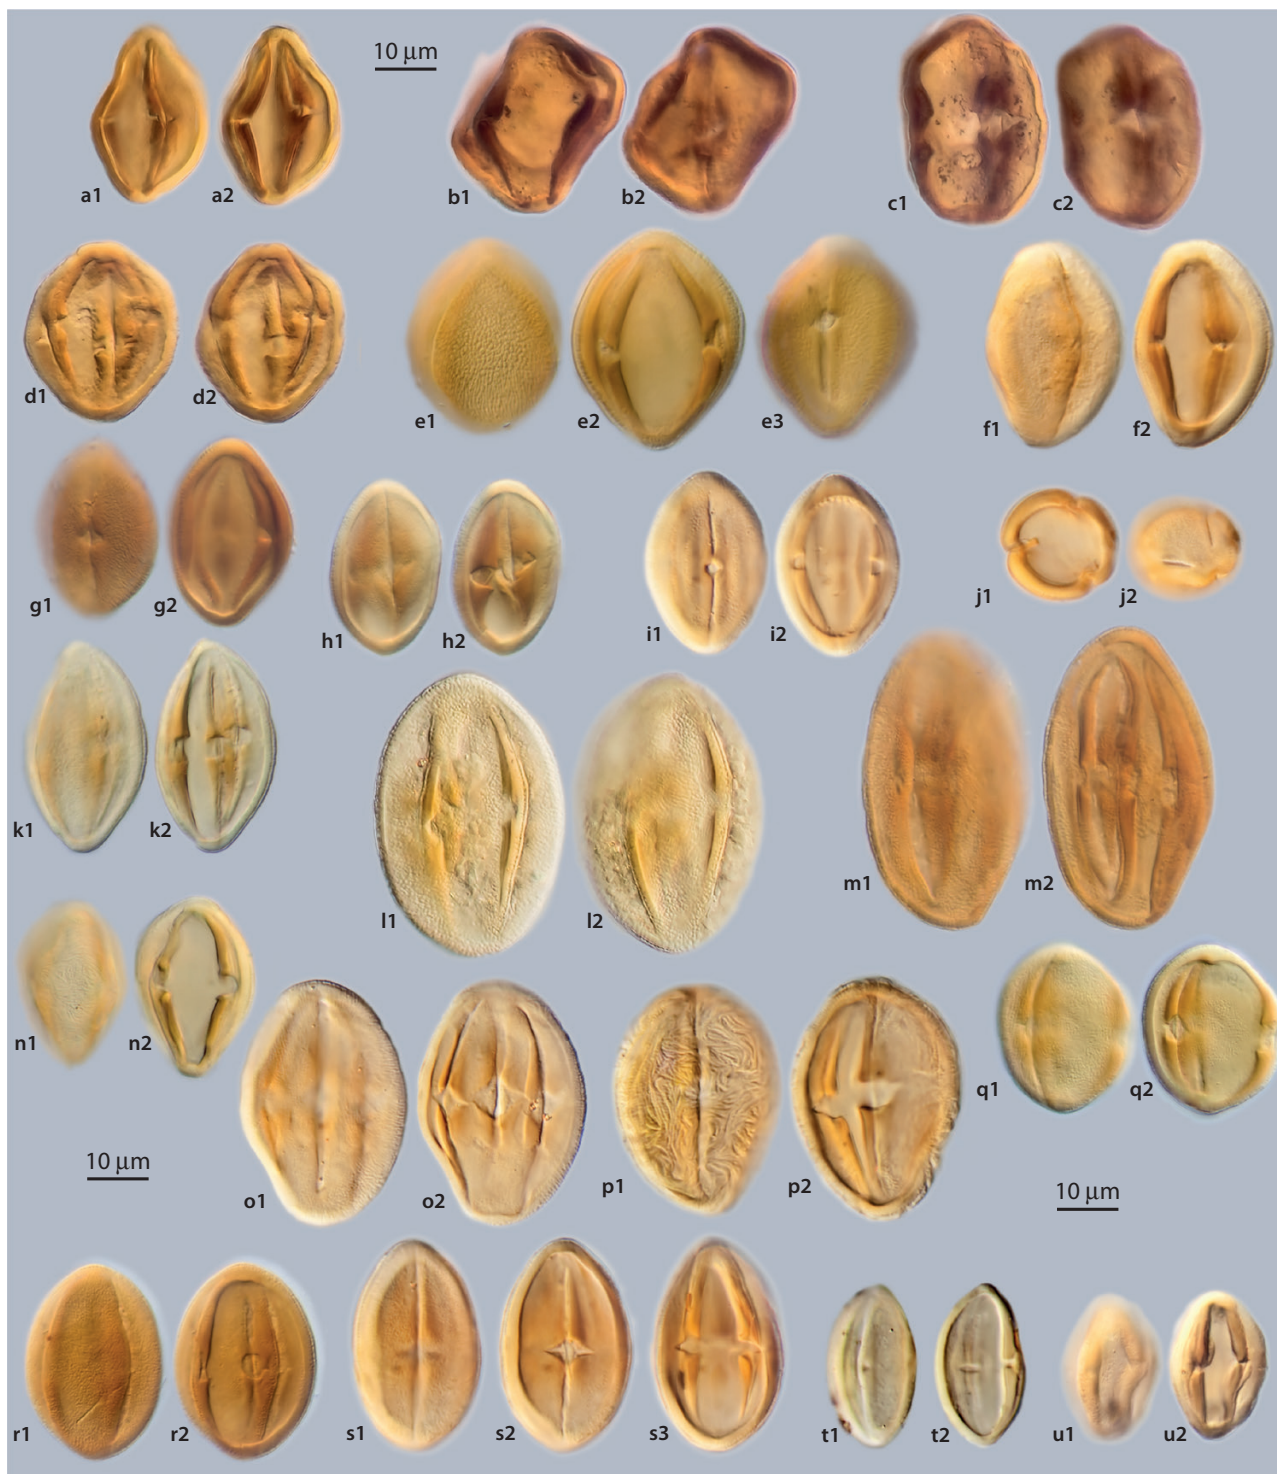 10 µm
a1 a2 b1 b2 c1 c2
d1 d2 e1 e2 e3 f1 f2
g1 g2 h1 h2 i1 i2 j1 j2
k1 k2 l1 l2 m1 m2
n1 n2 o1 o2 p1 p2 q1 q2
10 µm
10 µm
r1 r2 s1 s2 s3 t1 t2 u1 u2